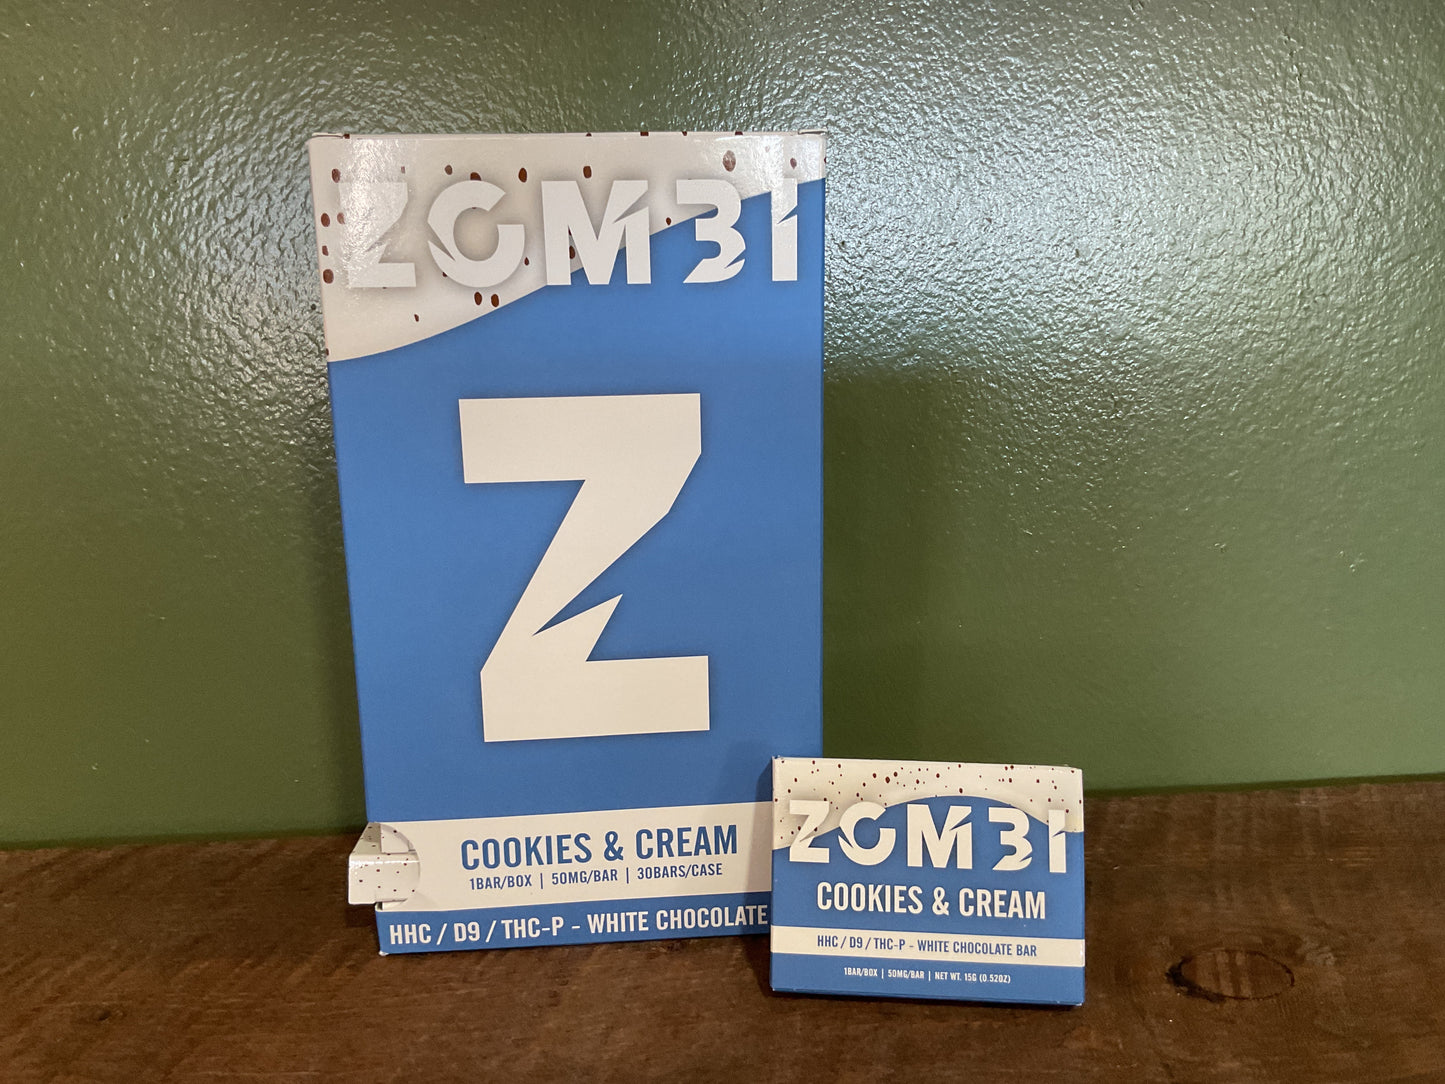 ZOMBI
Z
COOKIES & CREAM
1BAR/BOX | 50MG/BAR | 30BARS/CASE
HHC / D9 / THC-P - WHITE CHOCOLATE
ZOMBI
COOKIES & CREAM
HHC / D9 / THC-P - WHITE CHOCOLATE BAR
1BAR/BOX | 50MG/BAR | NET WT. 15G (0.52OZ)